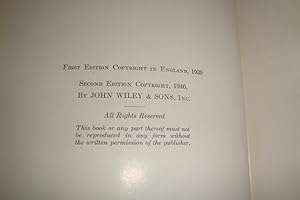 First Edition Copyright in England, 1939
Second Edition Copyright, 1946,
By JOHN WILEY & SONS, Inc.
All Rights Reserved
This book or any part thereof must not
be reproduced in any form without
the written permission of the publisher.